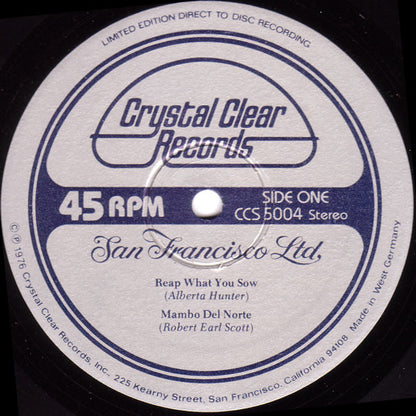 LIMITED EDITION DIRECT TO DISC RECORDING
Crystal Clear
Records
45 RPM
SIDE ONE
CCS 5004 Stereo
San Francisco Ltd.
Reap What You Sow
(Alberta Hunter)
Mambo Del Norte
(Robert Earl Scott)
© ℗ 1976 Crystal Clear Records, Inc., 225 Kearny Street, San Francisco, California 94108. Made in West Germany